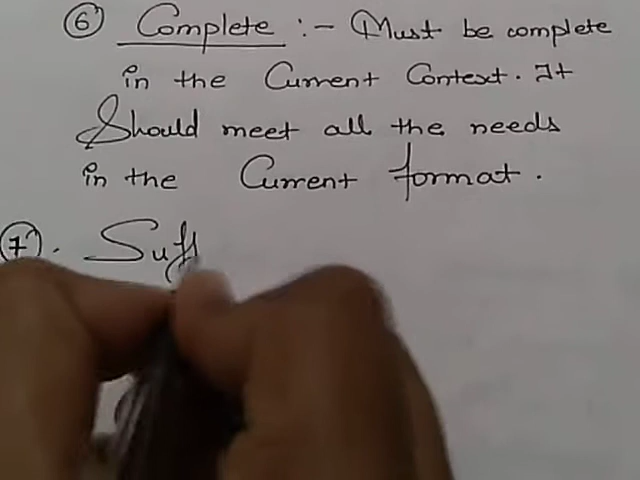 ⑥ Complete :- Must be complete
in the Current Context. It
Should meet all the needs
in the Current format.
⑦. Suff